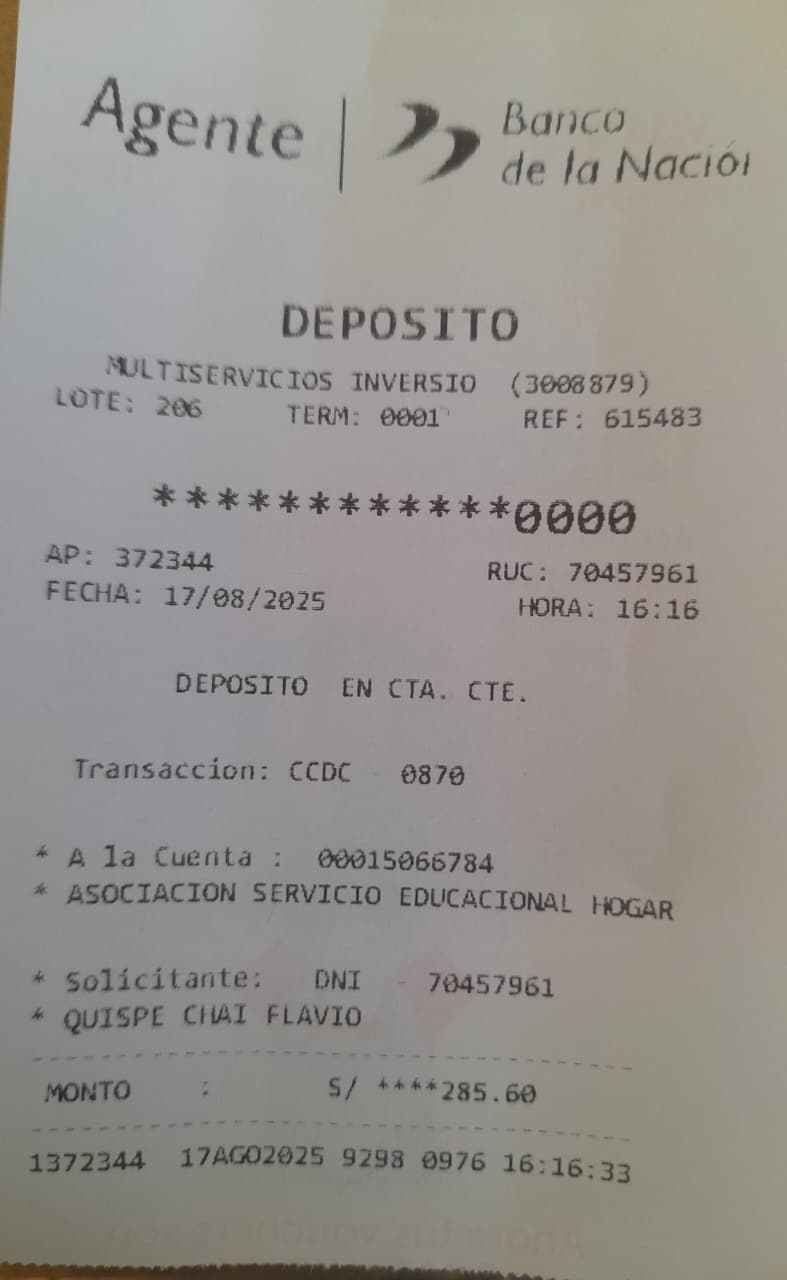 Agente | Banco
de la Nación
DEPOSITO
MULTISERVICIOS INVERSIO (3008879)
LOTE: 206 TERM: 0001 REF: 615483
************0000
AP: 372344 RUC: 70457961
FECHA: 17/08/2025 HORA: 16:16
DEPOSITO EN CTA. CTE.
Transaccion: CCDC 0870
* A la Cuenta : 00015066784
* ASOCIACION SERVICIO EDUCACIONAL HOGAR
* Solicitante: DNI - 70457961
* QUISPE CHAI FLAVIO
MONTO : S/ ****285.60
1372344 17AGO2025 9298 0976 16:16:33